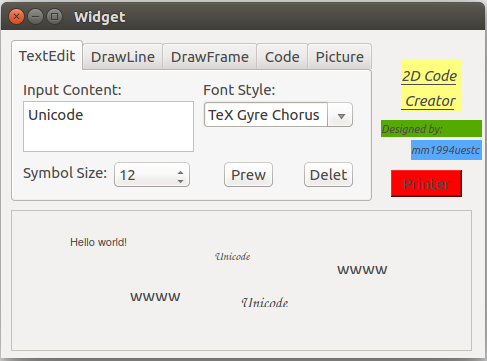 Widget
TextEdit DrawLine DrawFrame Code Picture
Input Content: Font Style:
Unicode TeX Gyre Chorus
Symbol Size: 12 Prew Delet
2D Code
Creator
Designed by:
mm1994uestc
Printer
Hello world!
Unicode
wwww
wwww
Unicode